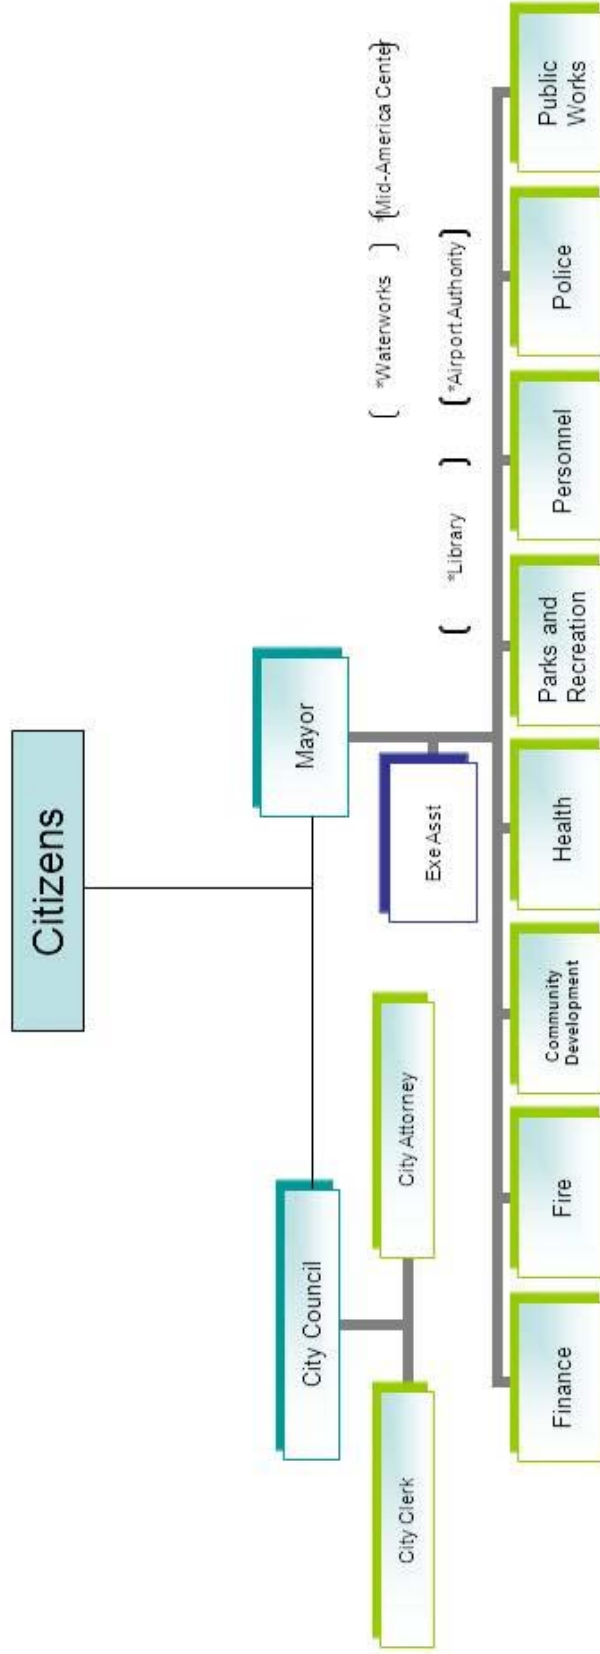 Citizens
City Council
Mayor
City Clerk
City Attorney
Exe Asst
( *Waterworks )
(*Mid-America Center)
( *Library )
(*Airport Authority)
Finance
Fire
Community
Development
Health
Parks and
Recreation
Personnel
Police
Public
Works